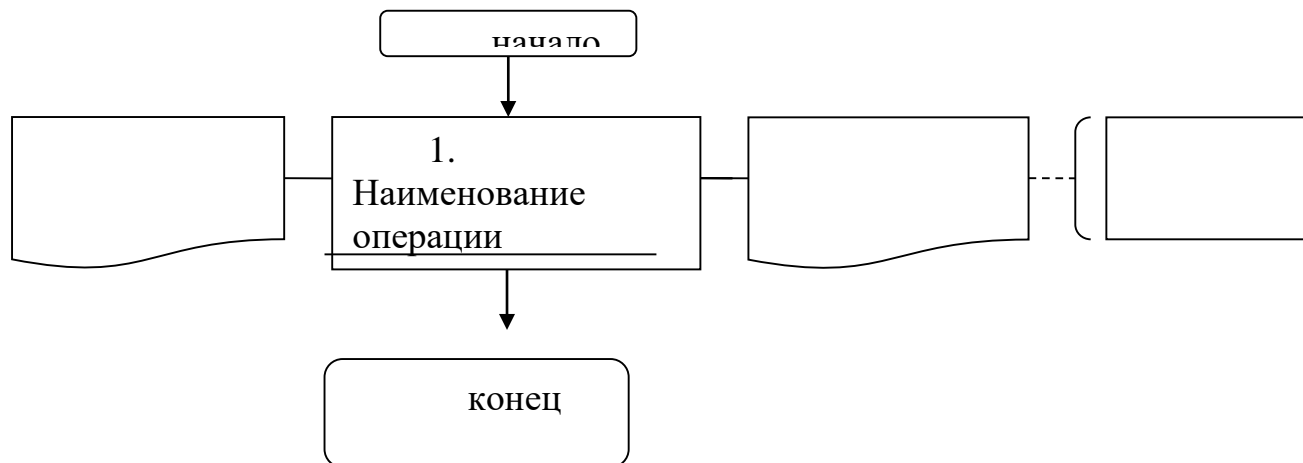 начало
1.
Наименование
операции
конец